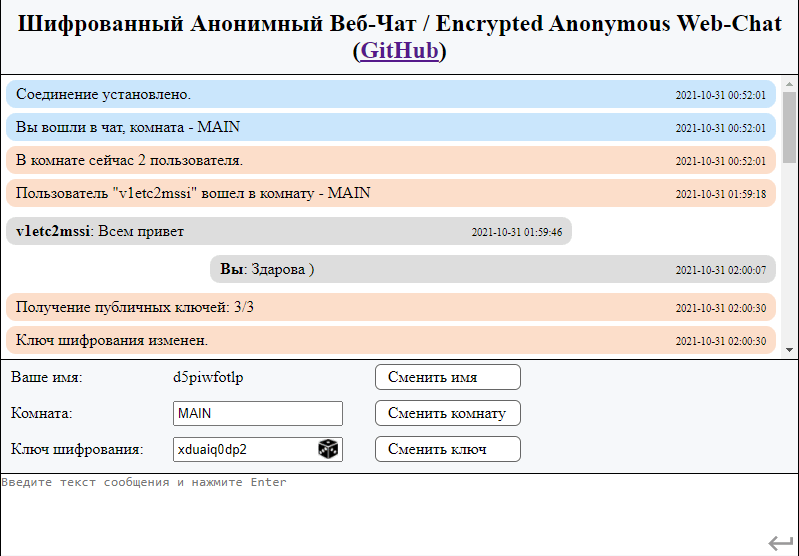 Шифрованный Анонимный Веб-Чат / Encrypted Anonymous Web-Chat
(GitHub)
Соединение установлено. 2021-10-31 00:52:01
Вы вошли в чат, комната - MAIN 2021-10-31 00:52:01
В комнате сейчас 2 пользователя. 2021-10-31 00:52:01
Пользователь "v1etc2mssi" вошел в комнату - MAIN 2021-10-31 01:59:18
v1etc2mssi: Всем привет 2021-10-31 01:59:46
Вы: Здарова ) 2021-10-31 02:00:07
Получение публичных ключей: 3/3 2021-10-31 02:00:30
Ключ шифрования изменен. 2021-10-31 02:00:30
Ваше имя: d5piwfotlp Сменить имя
Комната: MAIN Сменить комнату
Ключ шифрования: xduaiq0dp2 Сменить ключ
Введите текст сообщения и нажмите Enter